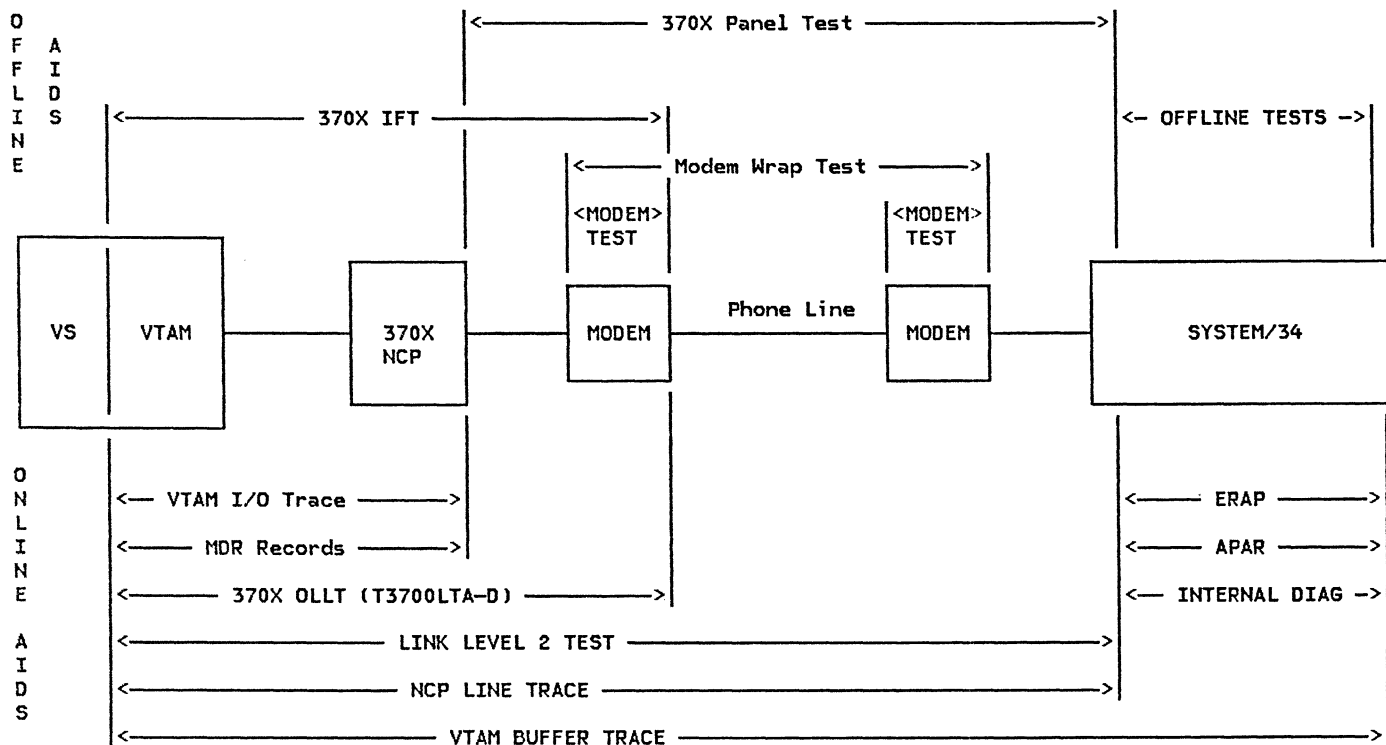 OFFLINE
AIDS
<— 370X Panel Test —>
<— 370X IFT —>
<— OFFLINE TESTS —>
<— Modem Wrap Test —>
<MODEM>
TEST
<MODEM>
TEST
VS
VTAM
370X
NCP
MODEM
Phone Line
MODEM
SYSTEM/34
ONLINE AIDS
<— VTAM I/O Trace —>
<— ERAP —>
<— MDR Records —>
<— APAR —>
<— 370X OLLT (T3700LTA-D) —>
<— INTERNAL DIAG —>
<— LINK LEVEL 2 TEST —>
<— NCP LINE TRACE —>
<— VTAM BUFFER TRACE —>